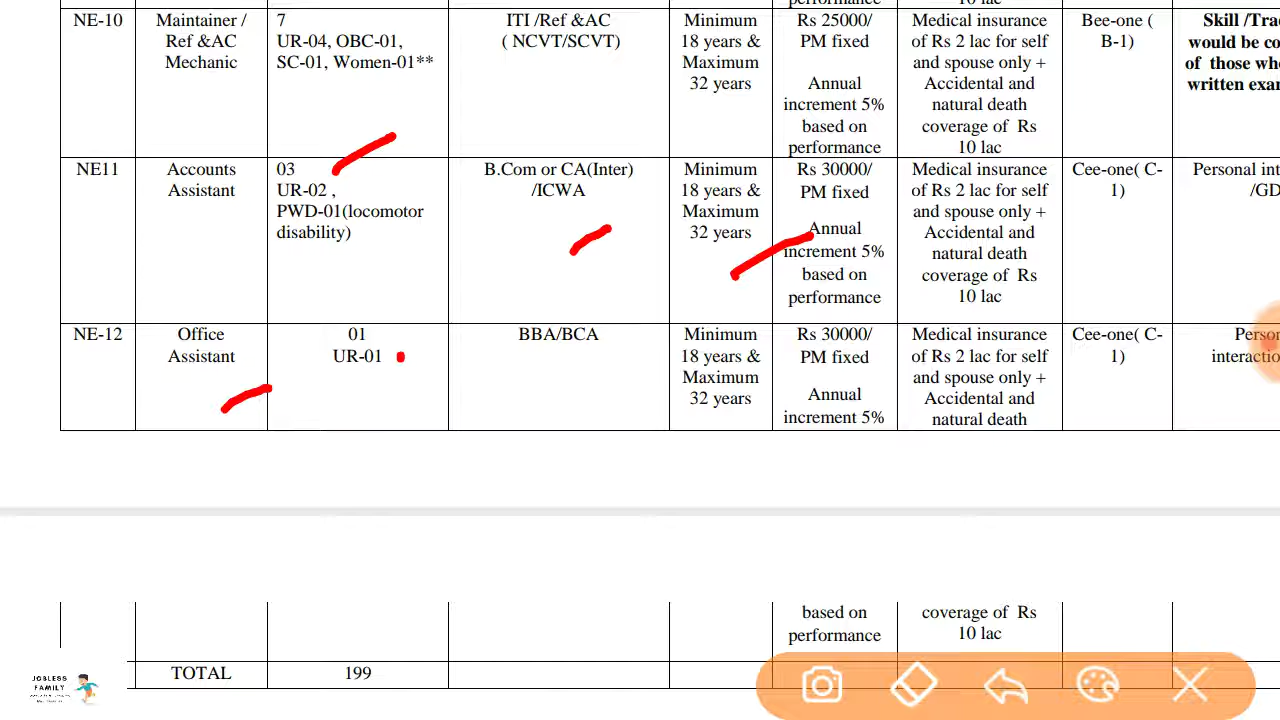 performance
10 lac
NE-10
Maintainer /
Ref &AC
Mechanic
7
UR-04, OBC-01,
SC-01, Women-01**
ITI /Ref &AC
( NCVT/SCVT)
Minimum
18 years &
Maximum
32 years
Rs 25000/
PM fixed
Annual
increment 5%
based on
performance
Medical insurance
of Rs 2 lac for self
and spouse only +
Accidental and
natural death
coverage of Rs
10 lac
Bee-one (
B-1)
Skill /Tra
would be co
of those wh
written exa
NE11
Accounts
Assistant
03
UR-02 ,
PWD-01(locomotor
disability)
B.Com or CA(Inter)
/ICWA
Minimum
18 years &
Maximum
32 years
Rs 30000/
PM fixed
Annual
increment 5%
based on
performance
Medical insurance
of Rs 2 lac for self
and spouse only +
Accidental and
natural death
coverage of Rs
10 lac
Cee-one( C-
1)
Personal int
/GD
NE-12
Office
Assistant
01
UR-01
BBA/BCA
Minimum
18 years &
Maximum
32 years
Rs 30000/
PM fixed
Annual
increment 5%
Medical insurance
of Rs 2 lac for self
and spouse only +
Accidental and
natural death
Cee-one( C-
1)
Person
interactio
based on
performance
coverage of Rs
10 lac
TOTAL
199
JOBLESS
FAMILY